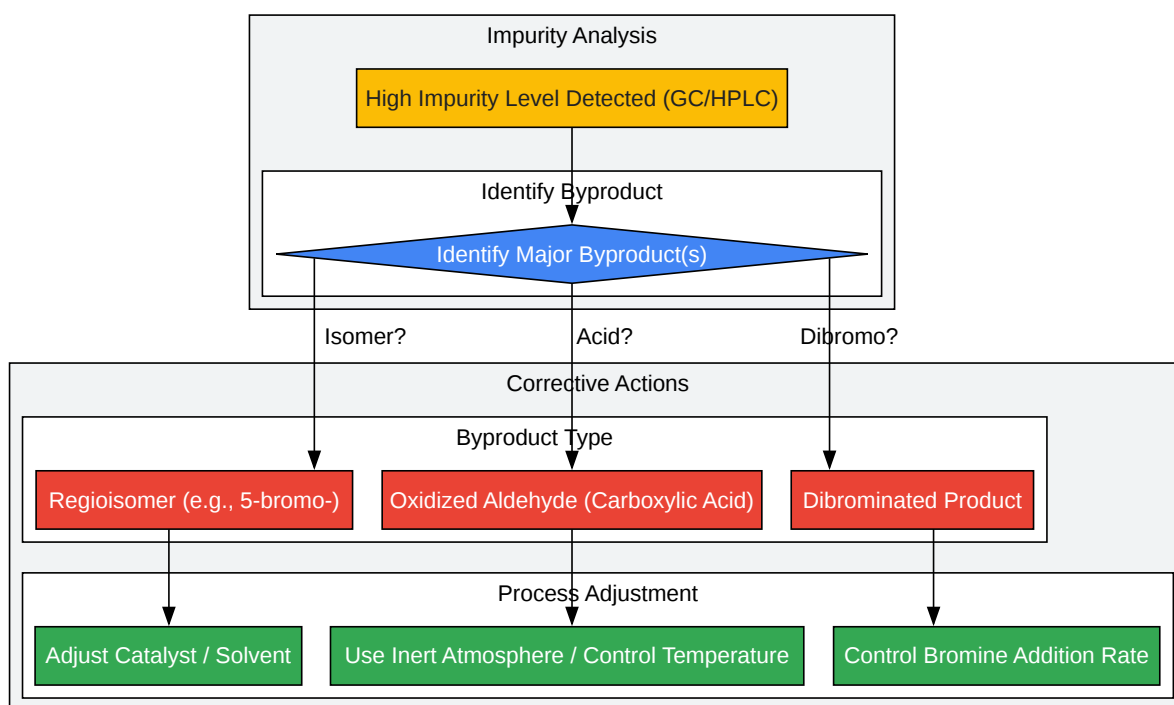 Impurity Analysis
High Impurity Level Detected (GC/HPLC)
Identify Byproduct
Identify Major Byproduct(s)
Isomer?
Acid?
Dibromo?
Corrective Actions
Byproduct Type
Regioisomer (e.g., 5-bromo-)
Oxidized Aldehyde (Carboxylic Acid)
Dibrominated Product
Process Adjustment
Adjust Catalyst / Solvent
Use Inert Atmosphere / Control Temperature
Control Bromine Addition Rate